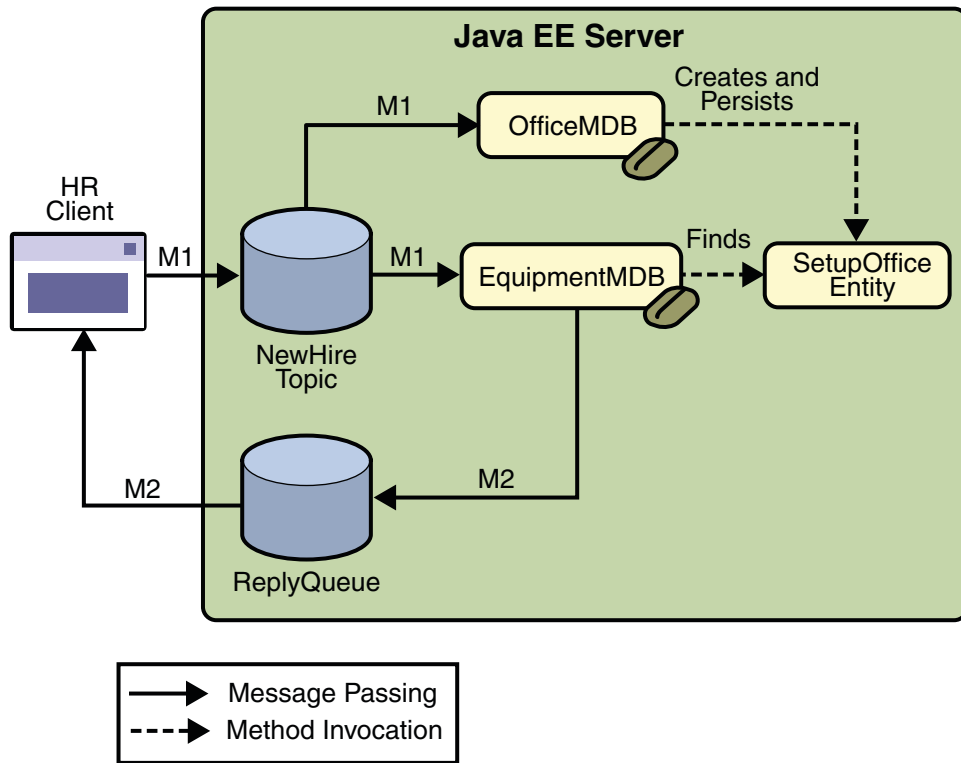 Java EE Server
Creates and
Persists
M1
OfficeMDB
HR
Client
M1
M1
Finds
EquipmentMDB
SetupOffice
Entity
NewHire
Topic
M2
M2
ReplyQueue
Message Passing
Method Invocation